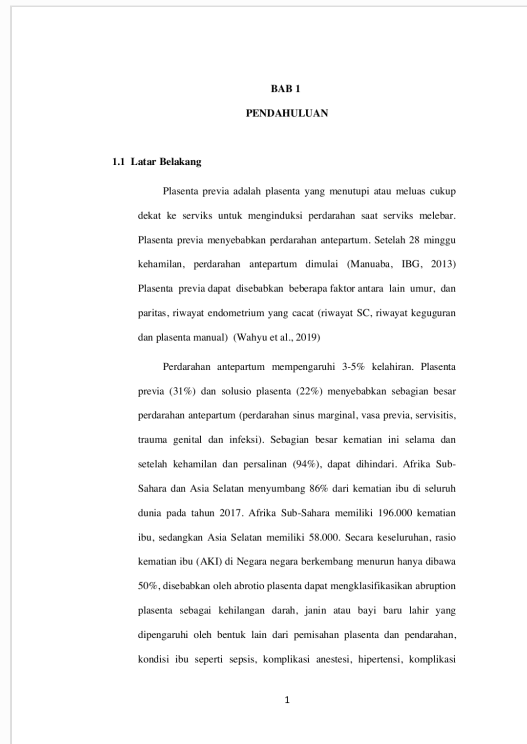 BAB 1
PENDAHULUAN
1.1 Latar Belakang
Plasenta previa adalah plasenta yang menutupi atau meluas cukup
dekat ke serviks untuk menginduksi perdarahan saat serviks melebar.
Plasenta previa menyebabkan perdarahan antepartum. Setelah 28 minggu
kehamilan, perdarahan antepartum dimulai (Manuaba, IBG, 2013)
Plasenta previa dapat disebabkan beberapa faktor antara lain umur, dan
paritas, riwayat endometrium yang cacat (riwayat SC, riwayat keguguran
dan plasenta manual) (Wahyu et al., 2019)
Perdarahan antepartum mempengaruhi 3-5% kelahiran. Plasenta
previa (31%) dan solusio plasenta (22%) menyebabkan sebagian besar
perdarahan antepartum (perdarahan sinus marginal, vasa previa, servisitis,
trauma genital dan infeksi). Sebagian besar kematian ini selama dan
setelah kehamilan dan persalinan (94%), dapat dihindari. Afrika Sub-
Sahara dan Asia Selatan menyumbang 86% dari kematian ibu di seluruh
dunia pada tahun 2017. Afrika Sub-Sahara memiliki 196.000 kematian
ibu, sedangkan Asia Selatan memiliki 58.000. Secara keseluruhan, rasio
kematian ibu (AKI) di Negara negara berkembang menurun hanya dibawa
50%, disebabkan oleh abrotio plasenta dapat mengklasifikasikan abruption
plasenta sebagai kehilangan darah, janin atau bayi baru lahir yang
dipengaruhi oleh bentuk lain dari pemisahan plasenta dan pendarahan,
kondisi ibu seperti sepsis, komplikasi anestesi, hipertensi, komplikasi
1